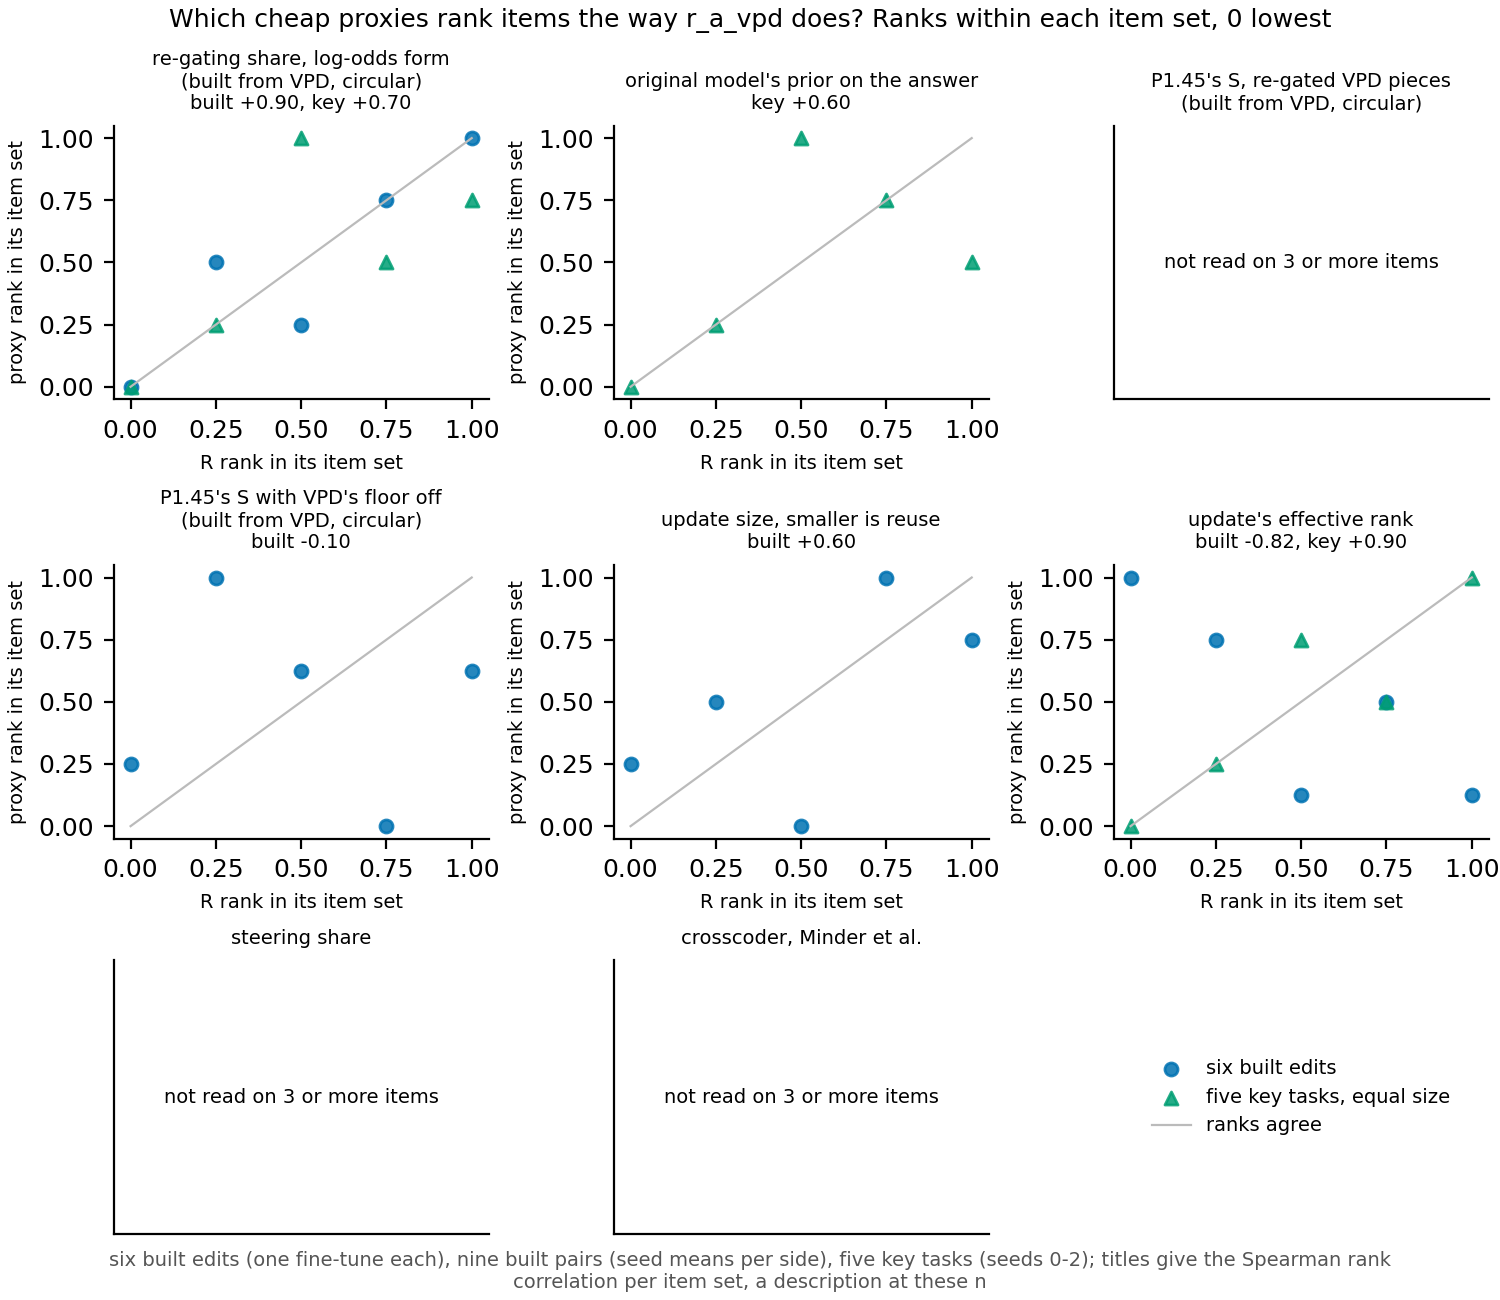 Which cheap proxies rank items the way r_a_vpd does? Ranks within each item set, 0 lowest
re-gating share, log-odds form
(built from VPD, circular)
built +0.90, key +0.70
proxy rank in its item set
1.00
0.75
0.50
0.25
0.00
0.00 0.25 0.50 0.75 1.00
R rank in its item set
original model's prior on the answer
key +0.60
proxy rank in its item set
1.00
0.75
0.50
0.25
0.00
0.00 0.25 0.50 0.75 1.00
R rank in its item set
P1.45's S, re-gated VPD pieces
(built from VPD, circular)
not read on 3 or more items
P1.45's S with VPD's floor off
(built from VPD, circular)
built -0.10
proxy rank in its item set
1.00
0.75
0.50
0.25
0.00
0.00 0.25 0.50 0.75 1.00
R rank in its item set
update size, smaller is reuse
built +0.60
proxy rank in its item set
1.00
0.75
0.50
0.25
0.00
0.00 0.25 0.50 0.75 1.00
R rank in its item set
update's effective rank
built -0.82, key +0.90
proxy rank in its item set
1.00
0.75
0.50
0.25
0.00
0.00 0.25 0.50 0.75 1.00
R rank in its item set
steering share
not read on 3 or more items
crosscoder, Minder et al.
not read on 3 or more items
six built edits
five key tasks, equal size
ranks agree
six built edits (one fine-tune each), nine built pairs (seed means per side), five key tasks (seeds 0-2); titles give the Spearman rank
correlation per item set, a description at these n